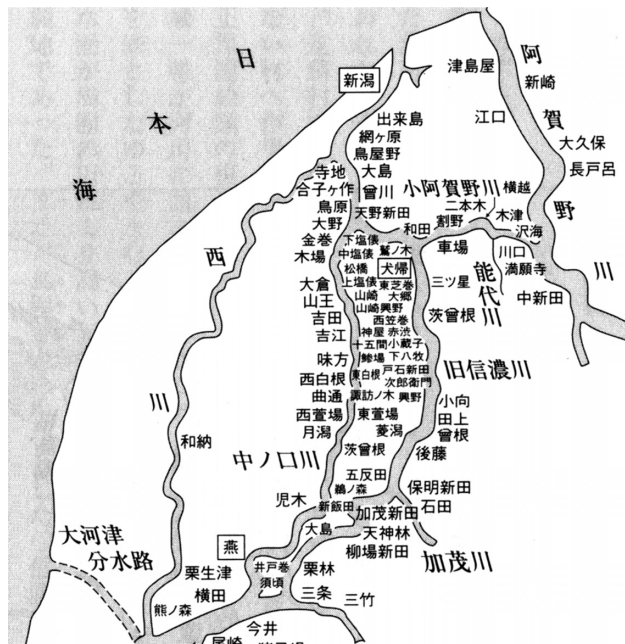 日本海
新潟
津島屋
阿賀野川
新崎
江口
出来島
網ヶ原
鳥屋野
大久保
長戸呂
寺地
大島
合子ヶ作
曾川
小阿賀野川
横越
二本木
鳥原
天野新田
割野
木津
大野
和田
沢海
金巻
下塩俵
鷲ノ木
車場
川口
木場
中塩俵
犬帰
満願寺
西川
松橋
東芝巻
三ツ星
能代川
中新田
大倉
上塩俵
大郷
山王
山崎
山崎興野
茨曾根
吉田
西笠巻
吉江
神屋
赤渋
十五間
小蔵子
味方
鯵場
下八牧
旧信濃川
西白根
東白根
戸石新田
次郎衛門
曲通
諏訪ノ木
興野
小向
西萱場
東萱場
田上
月潟
菱潟
曾根
和納
中ノ口川
茨曾根
後藤
五反田
保明新田
鵜ノ森
児木
新飯田
加茂新田
石田
大河津分水路
大島
天神林
燕
柳場新田
加茂川
栗生津
井戸巻
須頃
栗林
横田
三条
三竹
熊ノ森
今井
尾崎